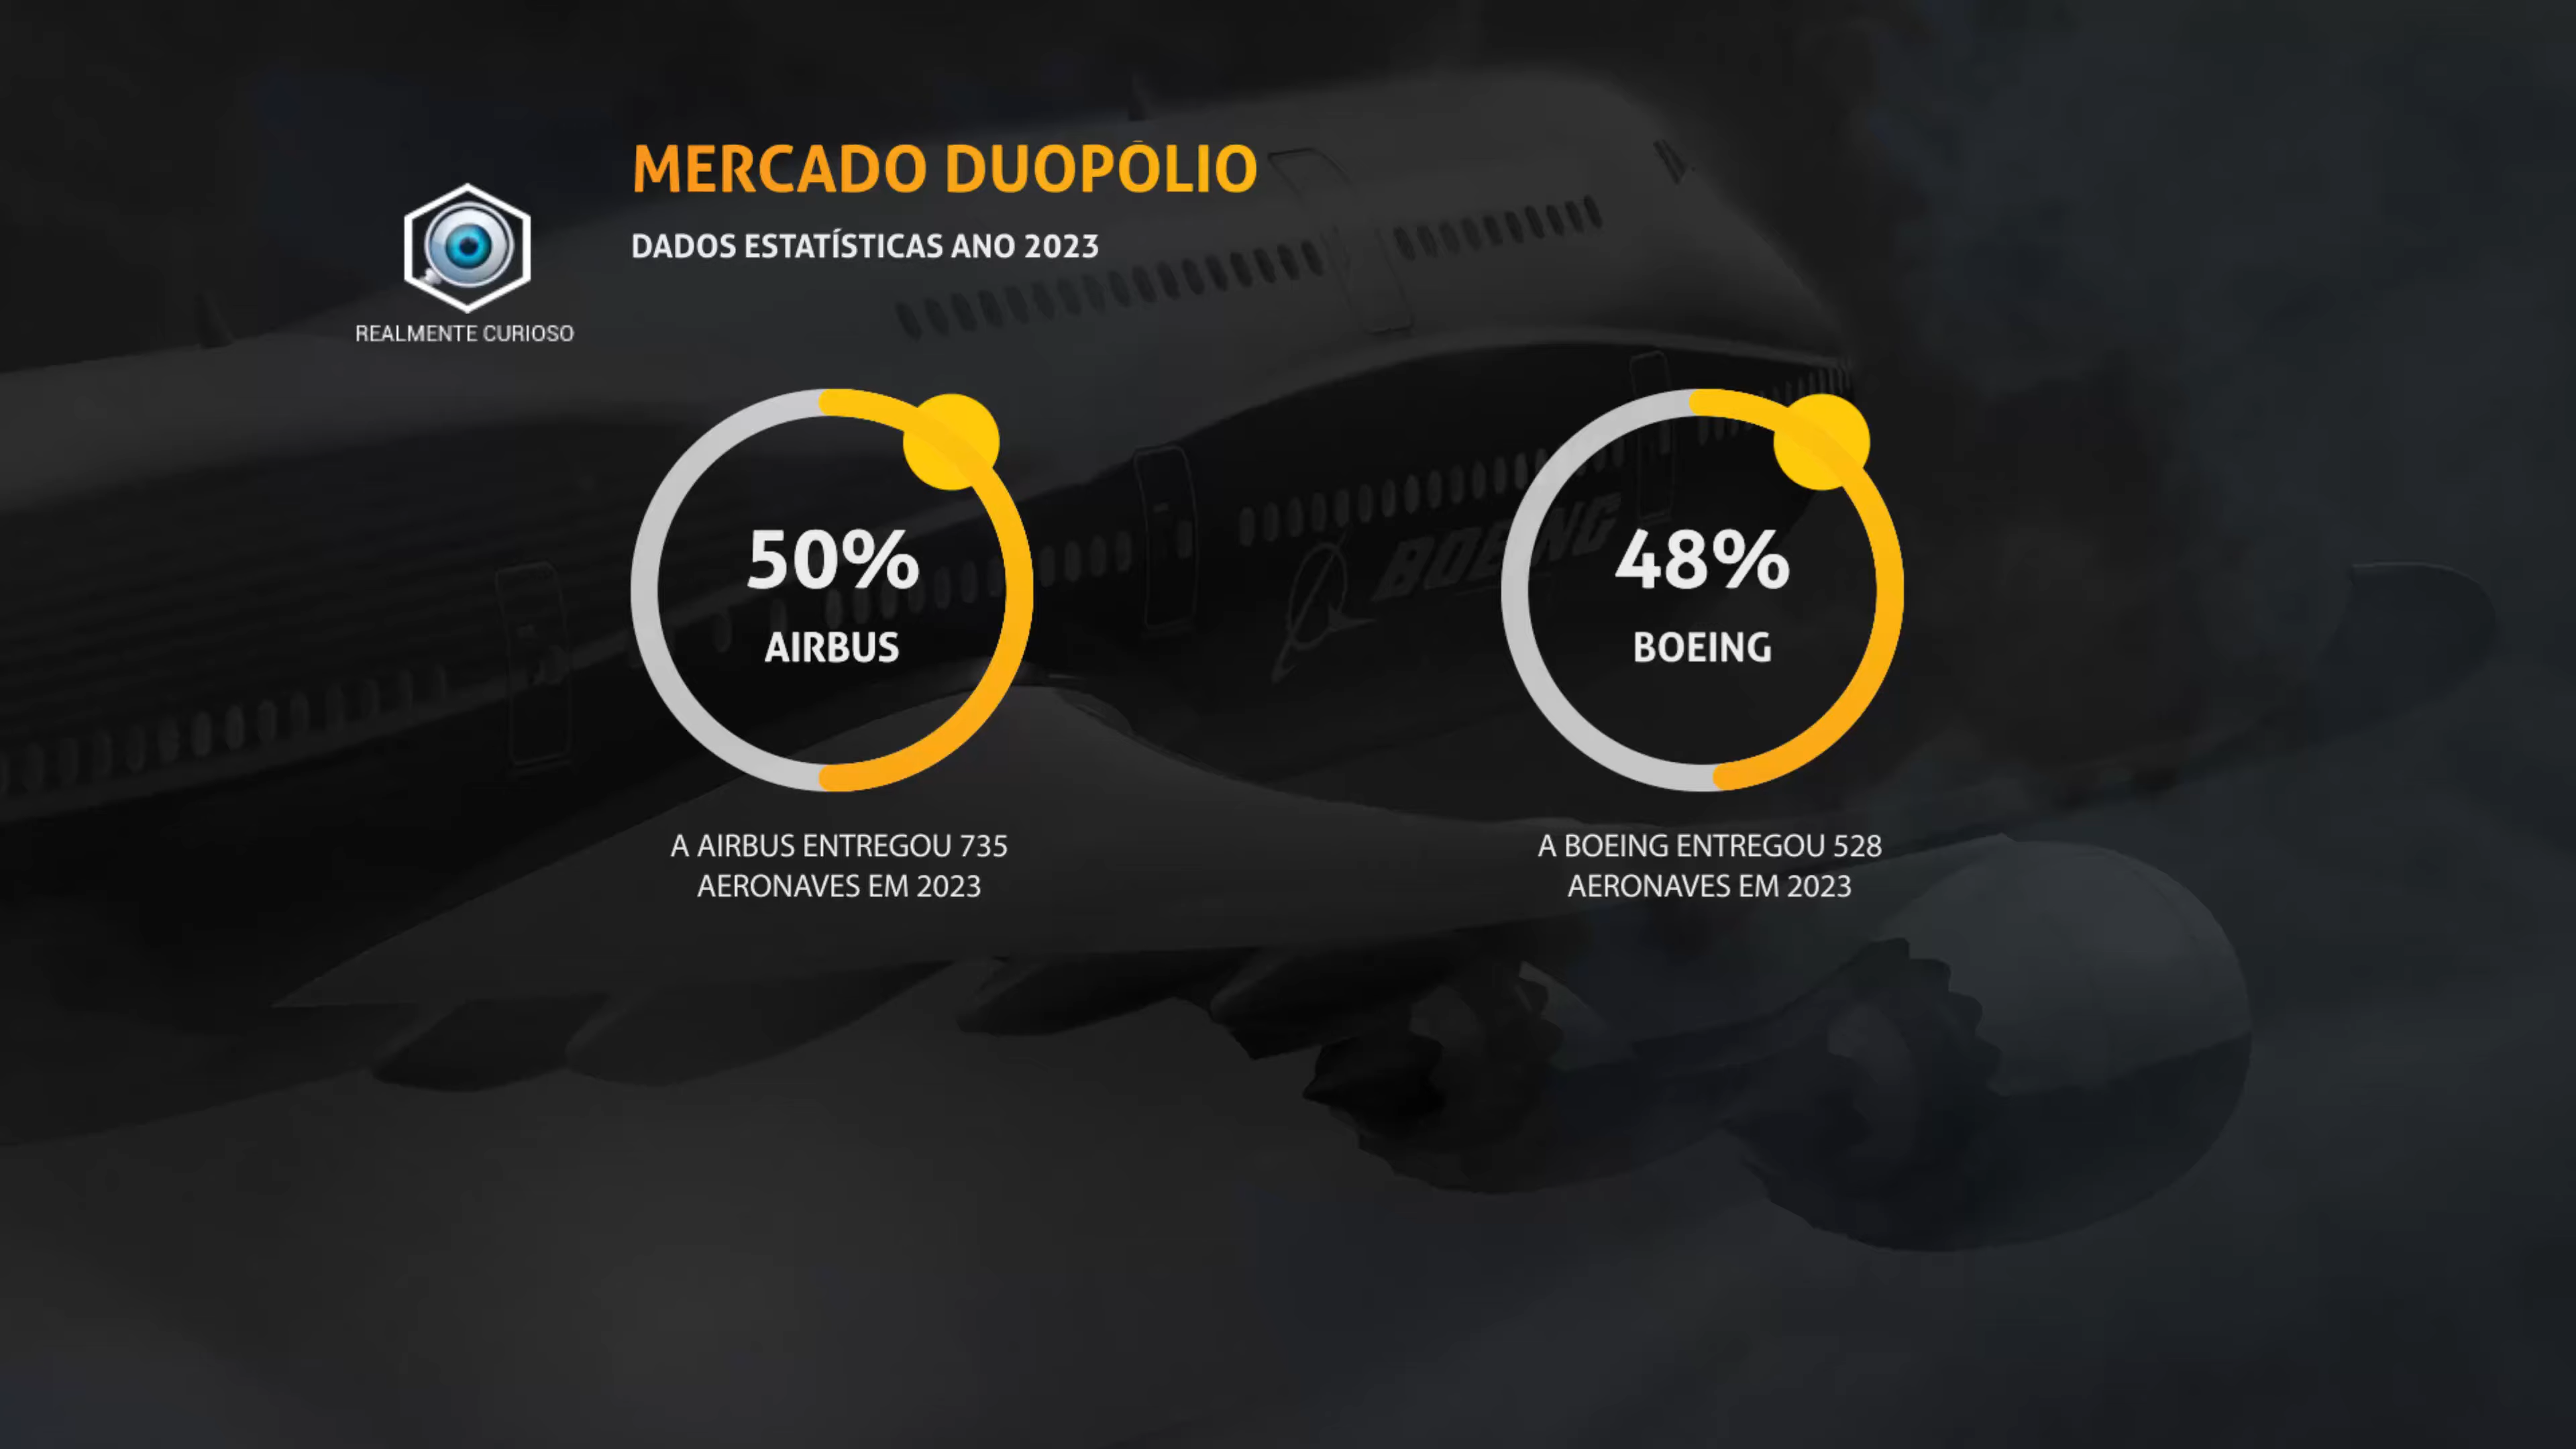 MERCADO DUOPÓLIO
DADOS ESTATÍSTICAS ANO 2023
REALMENTE CURIOSO
50%
AIRBUS
A AIRBUS ENTREGOU 735
AERONAVES EM 2023
48%
BOEING
A BOEING ENTREGOU 528
AERONAVES EM 2023
BOEING